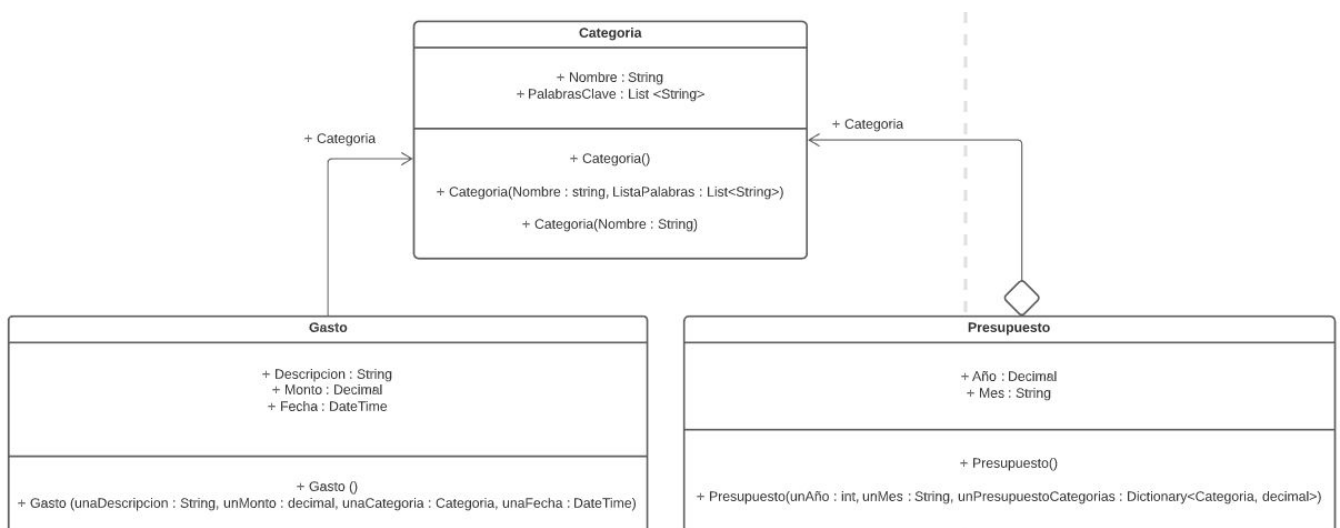 Categoria
+ Nombre : String
+ PalabrasClave : List <String>
+ Categoria
+ Categoria
+ Categoria()
+ Categoria(Nombre : string, ListaPalabras : List<String>)
+ Categoria(Nombre : String)
Gasto
+ Descripcion : String
+ Monto : Decimal
+ Fecha : DateTime
+ Gasto ()
+ Gasto (unaDescripcion : String, unMonto : decimal, unaCategoria : Categoria, unaFecha : DateTime)
Presupuesto
+ Año : Decimal
+ Mes : String
+ Presupuesto()
+ Presupuesto(unAño : int, unMes : String, unPresupuestoCategorias : Dictionary<Categoria, decimal>)